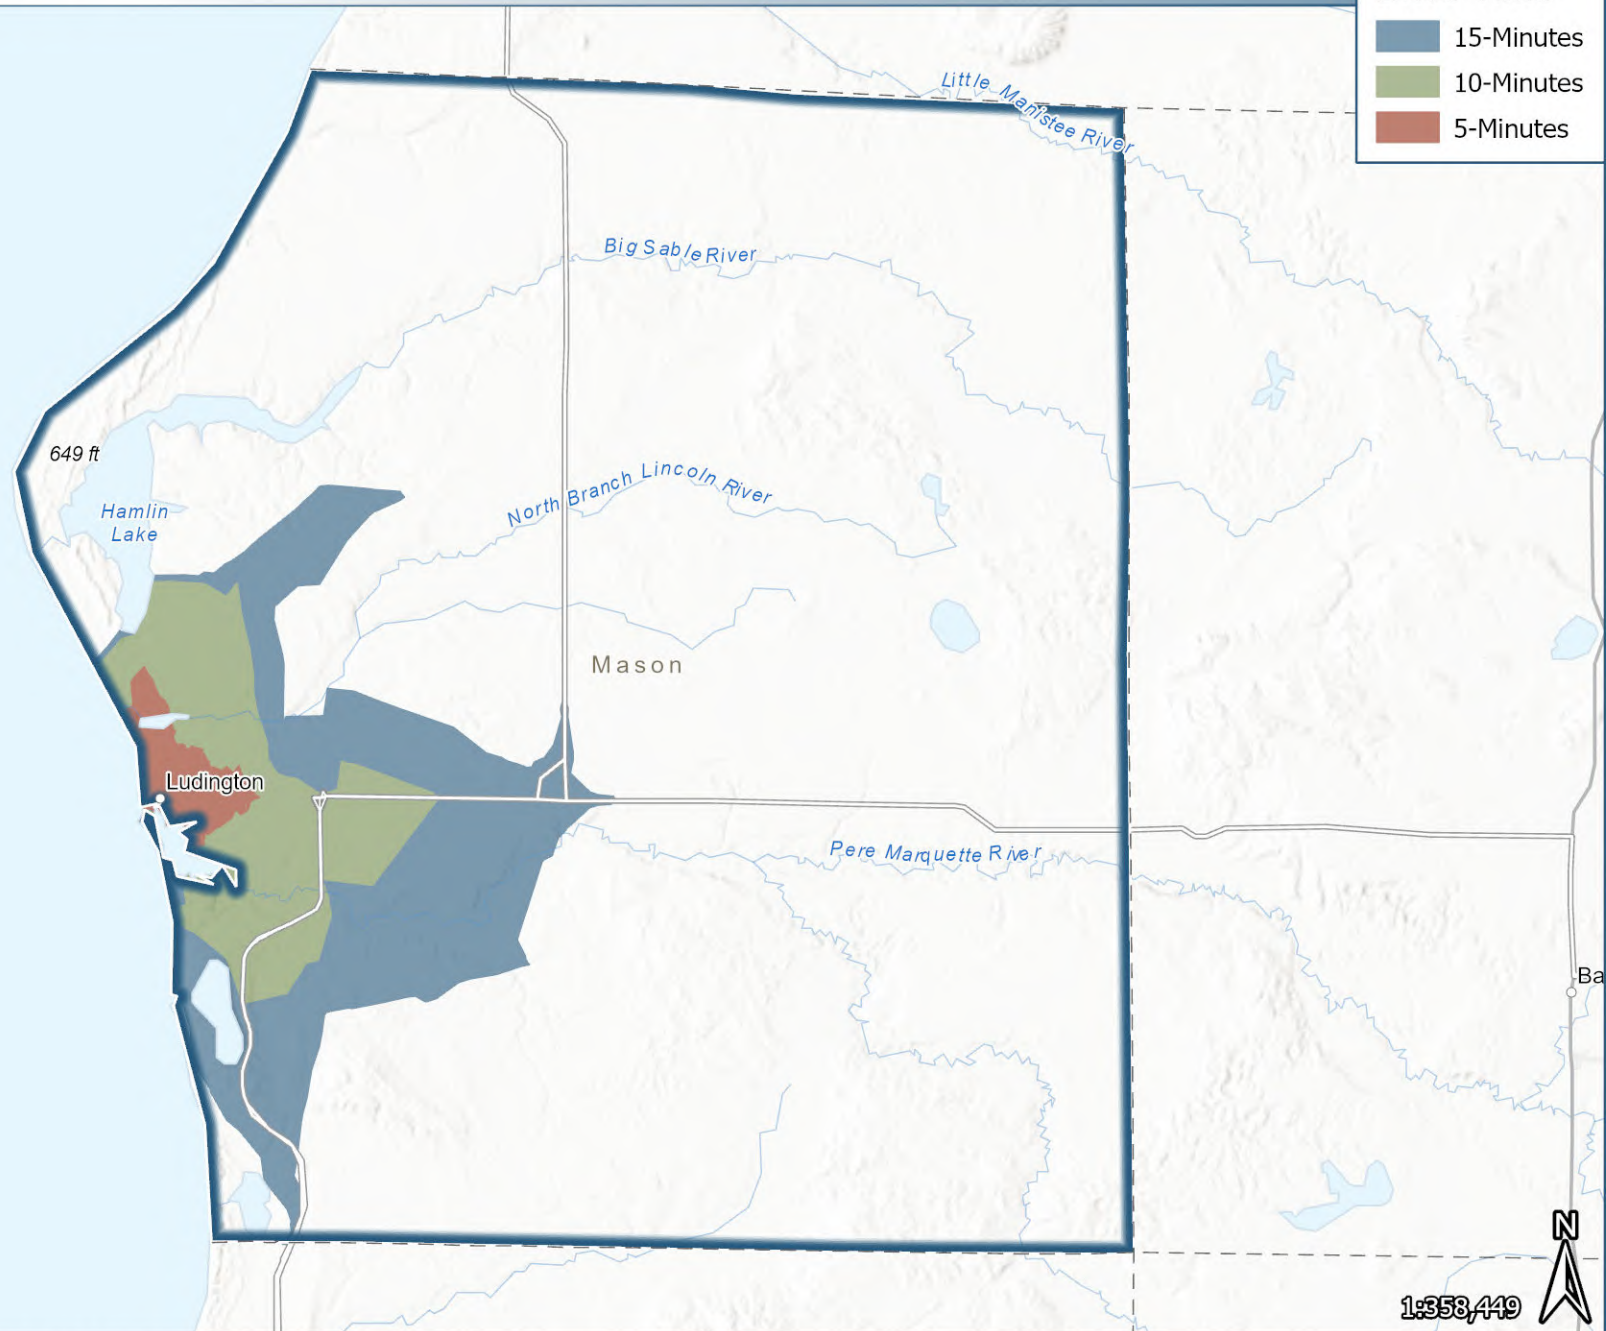 15-Minutes
10-Minutes
5-Minutes
Little Manistee River
Big Sable River
649 ft
Hamlin
Lake
North Branch Lincoln River
Mason
Ludington
Pere Marquette River
Ba
N
1:358,449